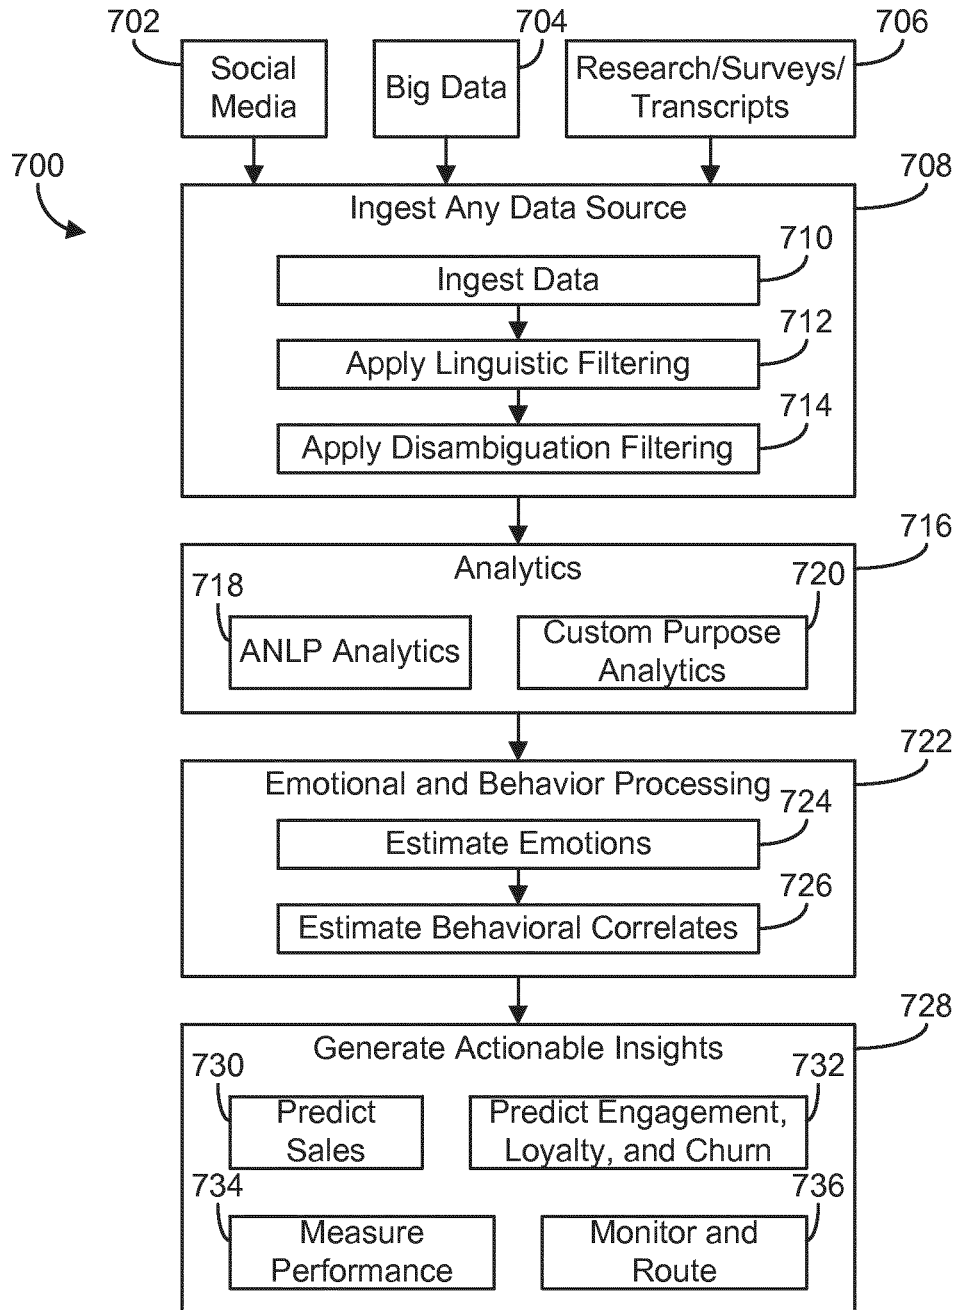 702
704
706
Social
Media
Big Data
Research/Surveys/
Transcripts
700
708
Ingest Any Data Source
710
Ingest Data
712
Apply Linguistic Filtering
714
Apply Disambiguation Filtering
716
Analytics
718
720
ANLP Analytics
Custom Purpose
Analytics
722
Emotional and Behavior Processing
724
Estimate Emotions
726
Estimate Behavioral Correlates
728
Generate Actionable Insights
730
732
Predict
Sales
Predict Engagement,
Loyalty, and Churn
734
736
Measure
Performance
Monitor and
Route